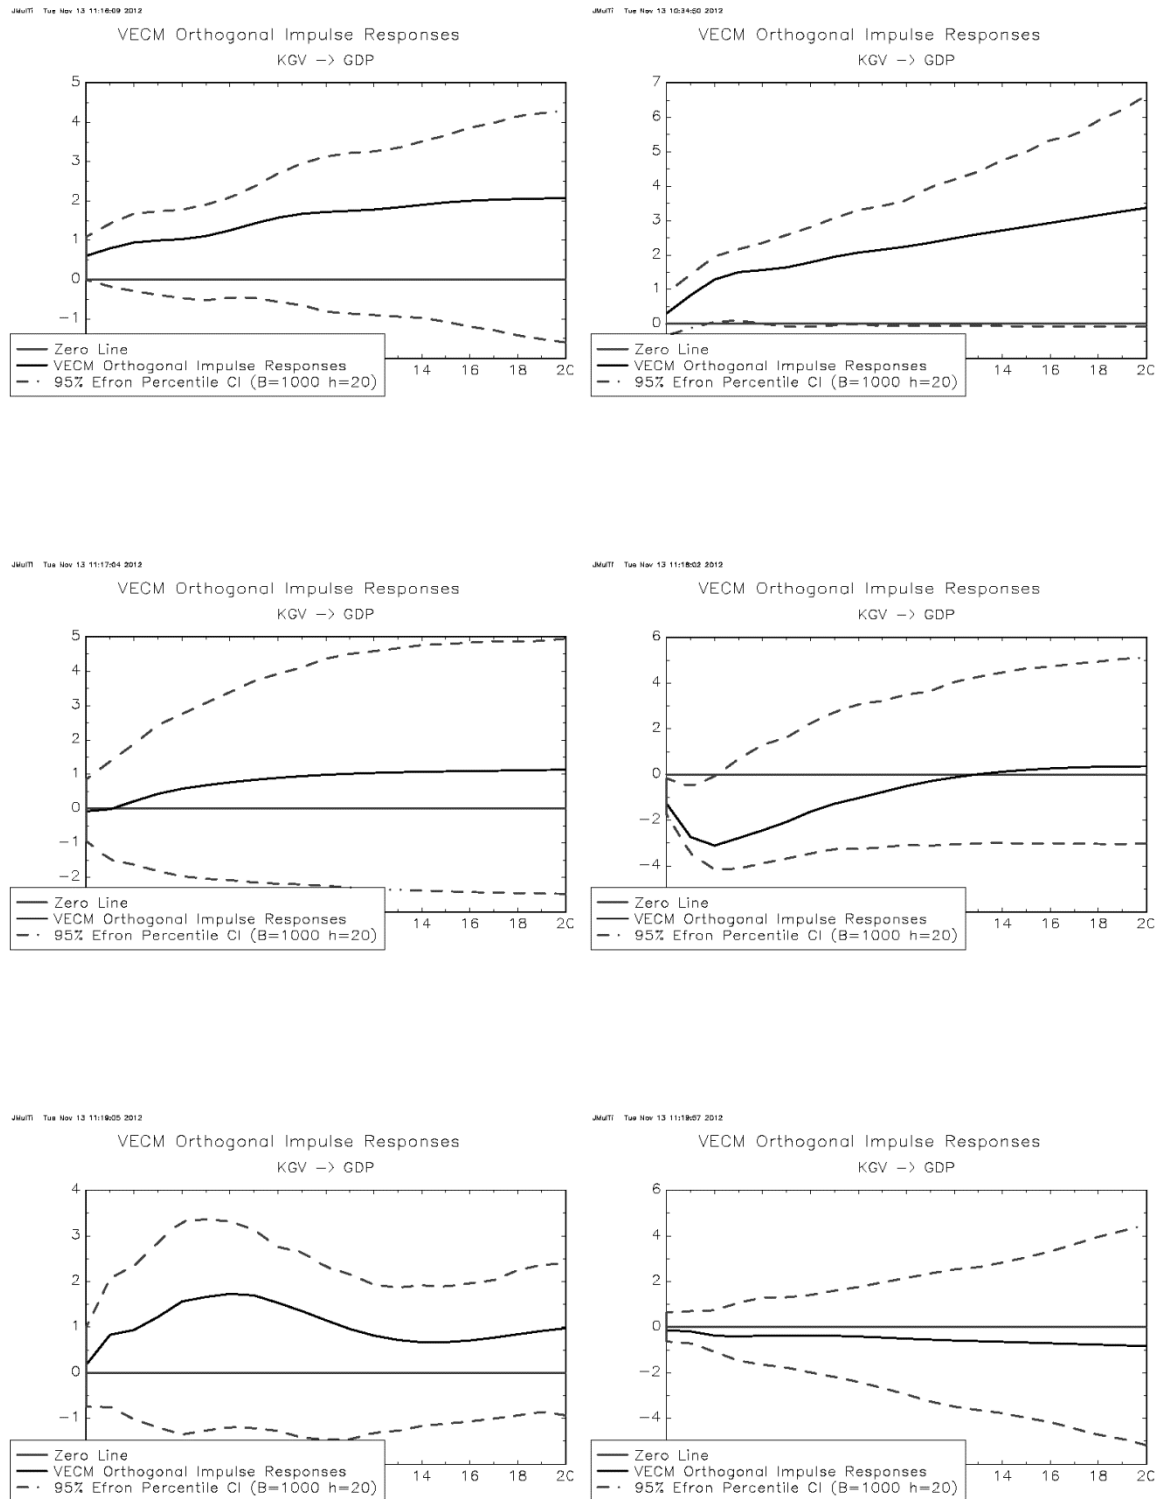 JMulTi Tue Nov 13 11:16:09 2012
VECM Orthogonal Impulse Responses
KGV -> GDP
5
4
3
2
1
0
-1
14 16 18 20
Zero Line
VECM Orthogonal Impulse Responses
95% Efron Percentile CI (B=1000 h=20)
JMulTi Tue Nov 13 10:34:50 2012
VECM Orthogonal Impulse Responses
KGV -> GDP
7
6
5
4
3
2
1
0
14 16 18 20
Zero Line
VECM Orthogonal Impulse Responses
95% Efron Percentile CI (B=1000 h=20)
JMulTi Tue Nov 13 11:17:04 2012
VECM Orthogonal Impulse Responses
KGV -> GDP
5
4
3
2
1
0
-1
-2
14 16 18 20
Zero Line
VECM Orthogonal Impulse Responses
95% Efron Percentile CI (B=1000 h=20)
JMulTi Tue Nov 13 11:18:02 2012
VECM Orthogonal Impulse Responses
KGV -> GDP
6
4
2
0
-2
-4
14 16 18 20
Zero Line
VECM Orthogonal Impulse Responses
95% Efron Percentile CI (B=1000 h=20)
JMulTi Tue Nov 13 11:19:05 2012
VECM Orthogonal Impulse Responses
KGV -> GDP
4
3
2
1
0
-1
14 16 18 20
Zero Line
VECM Orthogonal Impulse Responses
95% Efron Percentile CI (B=1000 h=20)
JMulTi Tue Nov 13 11:19:57 2012
VECM Orthogonal Impulse Responses
KGV -> GDP
6
4
2
0
-2
-4
14 16 18 20
Zero Line
VECM Orthogonal Impulse Responses
95% Efron Percentile CI (B=1000 h=20)